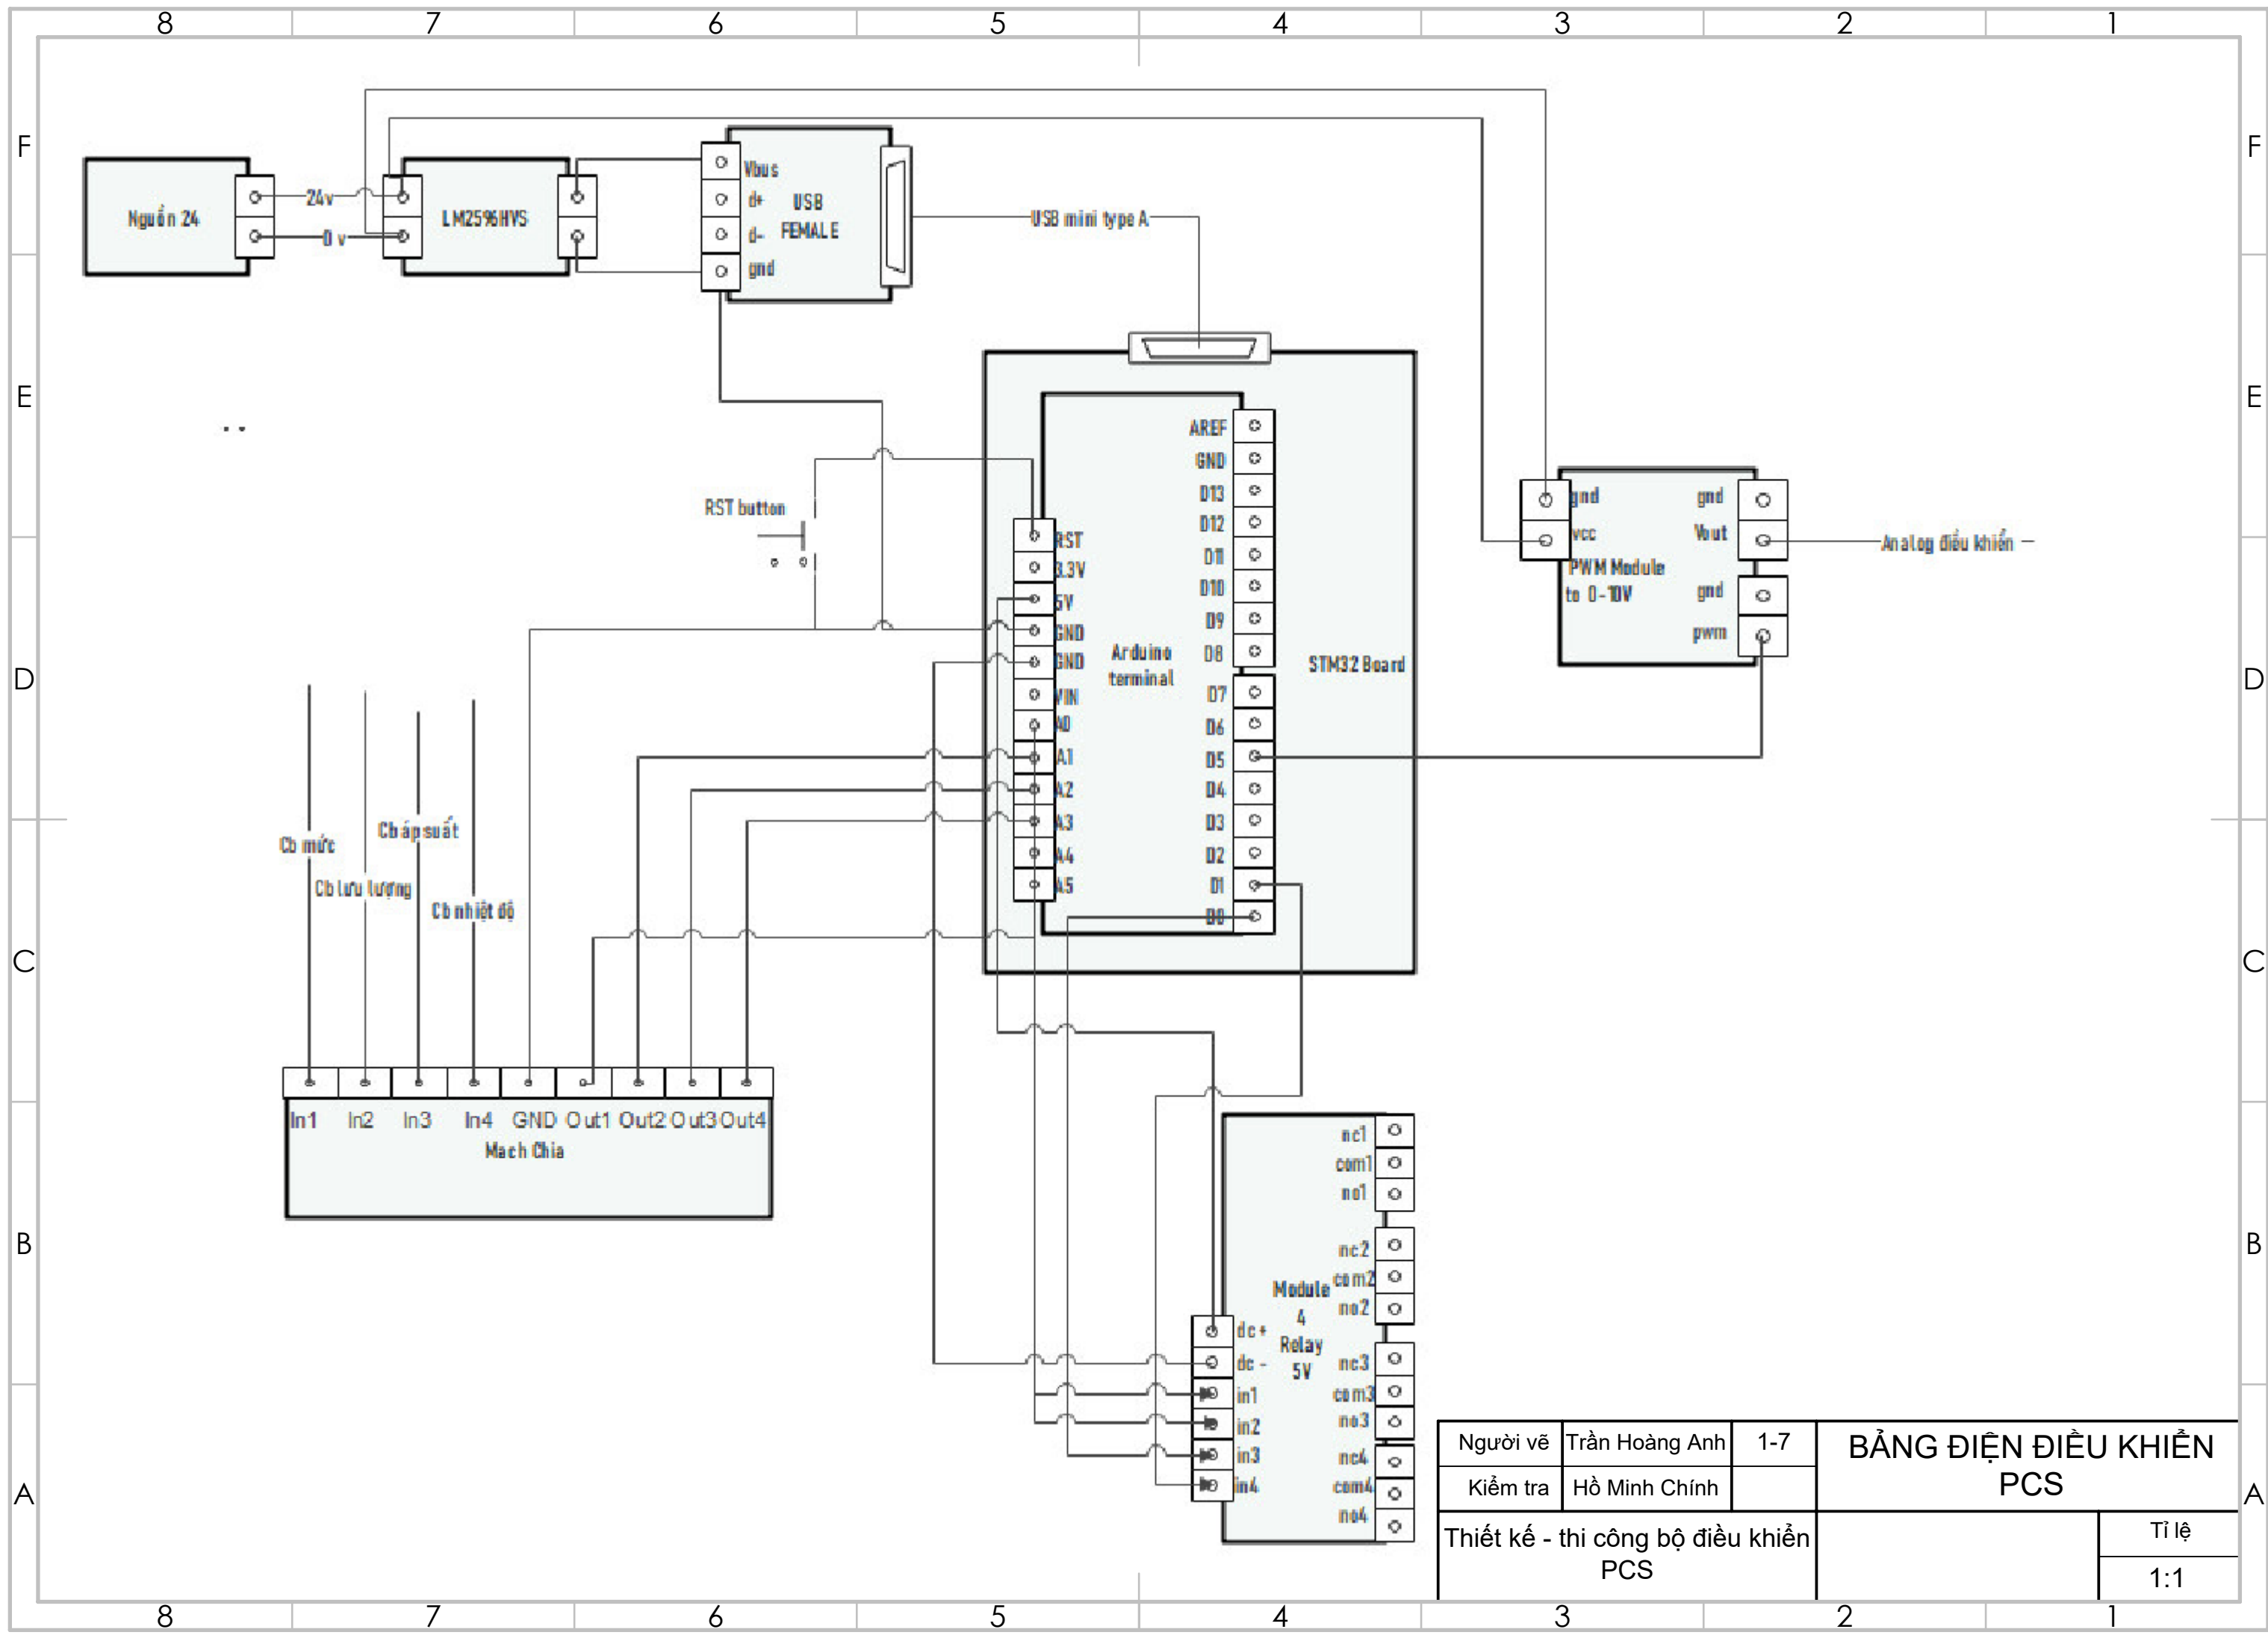 8 7 6 5 4 3 2 1
F F
E E
D D
C C
B B
A A
Nguồn 24
24v
0 v
LM2596HVS
Vbus
d+
d-
gnd
USB
FEMALE
USB mini type A
RST button
AREF
GND
D13
D12
D11
D10
D9
D8
D7
D6
D5
D4
D3
D2
D1
D0
RST
3.3V
5V
GND
GND
VIN
A0
A1
A2
A3
A4
A5
Arduino
terminal
STM32 Board
gnd
vcc
PWM Module
to 0-10V
gnd
Vout
gnd
pwm
Analog điều khiển
Cb mức
Cb lưu lượng
Cb áp suất
Cb nhiệt độ
In1 In2 In3 In4 GND Out1 Out2 Out3 Out4
Mach Chia
nc1
com1
no1
nc2
com2
no2
nc3
com3
no3
nc4
com4
no4
Module
4
Relay
5V
dc +
dc -
in1
in2
in3
in4
Người vẽ Trần Hoàng Anh 1-7
Kiểm tra Hồ Minh Chính
BẢNG ĐIỆN ĐIỀU KHIỂN
PCS
Thiết kế - thi công bộ điều khiển
PCS
Tỉ lệ
1:1
8 7 6 5 4 3 2 1